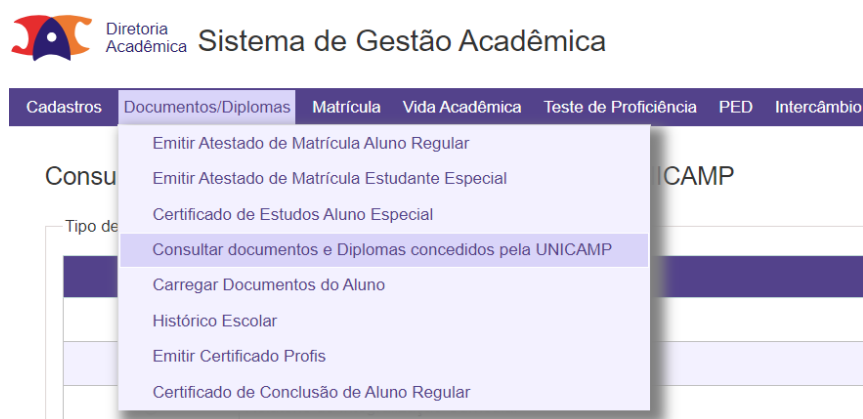 Diretoria
Acadêmica
Sistema de Gestão Acadêmica
Cadastros Documentos/Diplomas Matrícula Vida Acadêmica Teste de Proficiência PED Intercâmbio
Emitir Atestado de Matrícula Aluno Regular
Emitir Atestado de Matrícula Estudante Especial
Certificado de Estudos Aluno Especial
Consultar documentos e Diplomas concedidos pela UNICAMP
Carregar Documentos do Aluno
Histórico Escolar
Emitir Certificado Profis
Certificado de Conclusão de Aluno Regular
Consu ICAMP
Tipo de